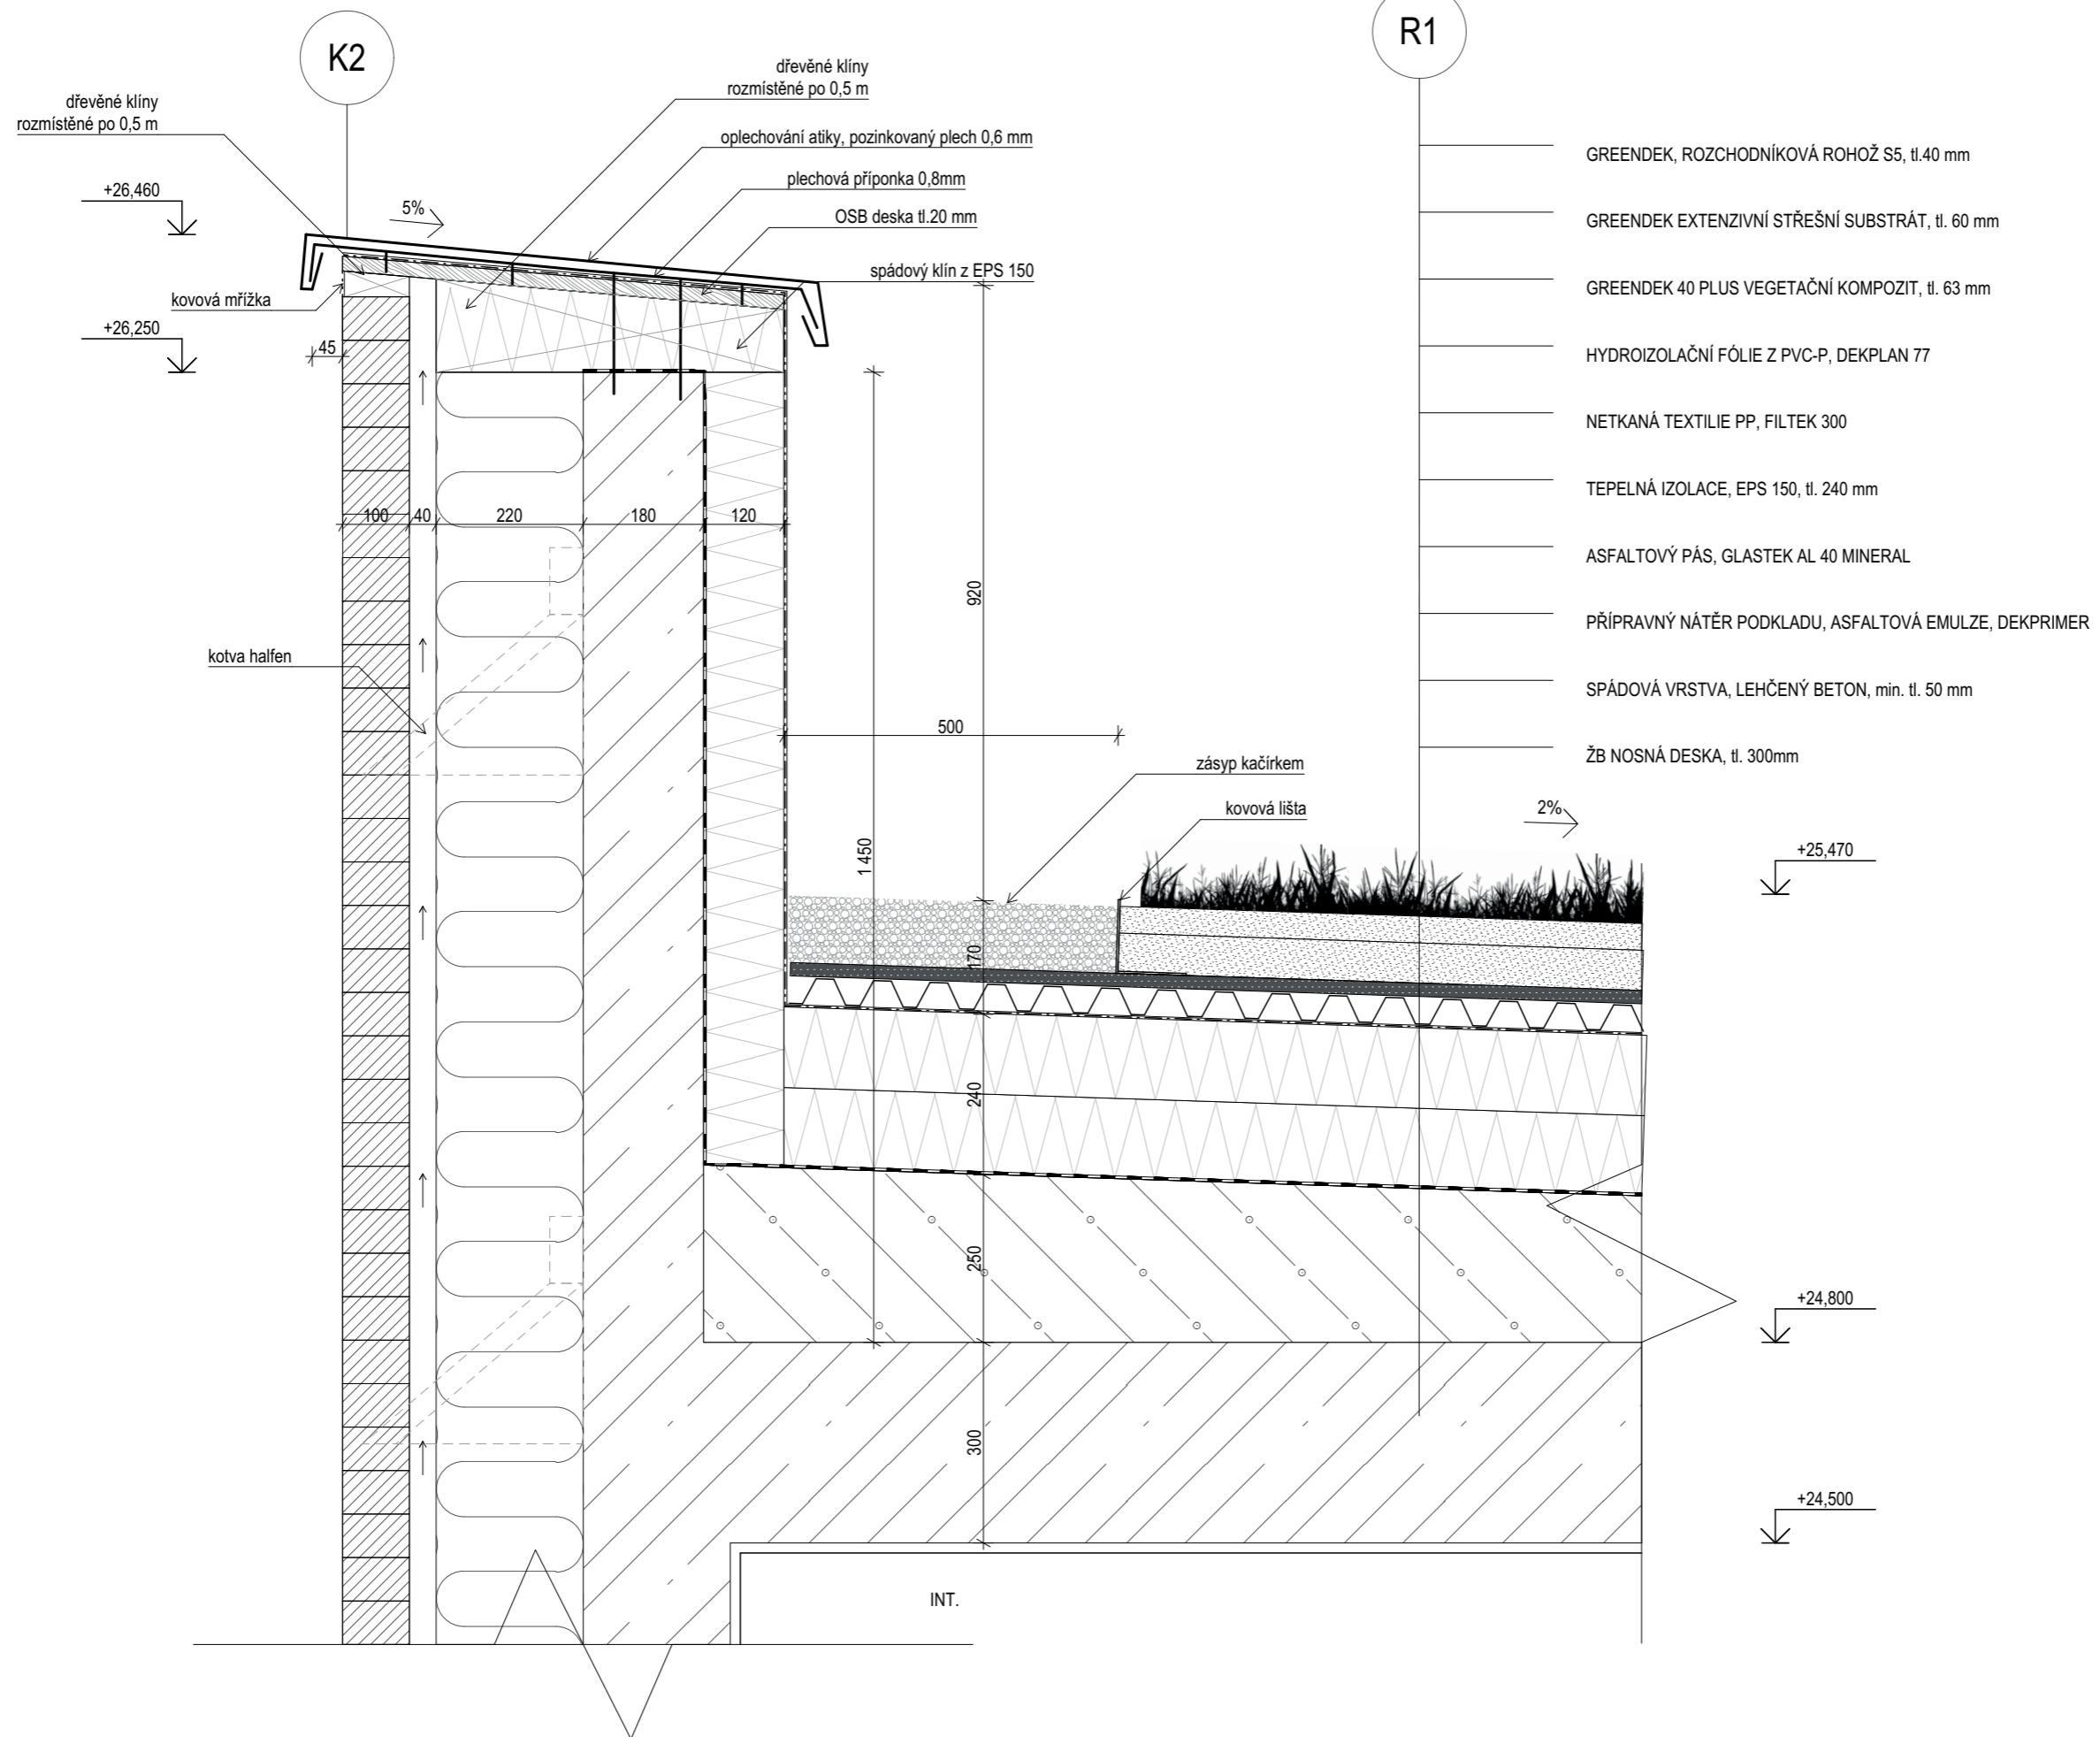 K2
R1
dřevěné klíny
rozmístěné po 0,5 m
dřevěné klíny
rozmístěné po 0,5 m
oplechování atiky, pozinkovaný plech 0,6 mm
plechová příponka 0,8mm
OSB deska tl.20 mm
spádový klín z EPS 150
+26,460
5%
kovová mřížka
+26,250
45
GREENDEK, ROZCHODNÍKOVÁ ROHOŽ S5, tl.40 mm
GREENDEK EXTENZIVNÍ STŘEŠNÍ SUBSTRÁT, tl. 60 mm
GREENDEK 40 PLUS VEGETAČNÍ KOMPOZIT, tl. 63 mm
HYDROIZOLAČNÍ FÓLIE Z PVC-P, DEKPLAN 77
NETKANÁ TEXTILIE PP, FILTEK 300
TEPELNÁ IZOLACE, EPS 150, tl. 240 mm
ASFALTOVÝ PÁS, GLASTEK AL 40 MINERAL
PŘÍPRAVNÝ NÁTĚR PODKLADU, ASFALTOVÁ EMULZE, DEKPRIMER
SPÁDOVÁ VRSTVA, LEHČENÝ BETON, min. tl. 50 mm
ŽB NOSNÁ DESKA, tl. 300mm
100 40 220 180 120
920
kotva halfen
500
zásyp kačírkem
kovová lišta
2%
1 450
+25,470
170
240
250
+24,800
300
+24,500
INT.